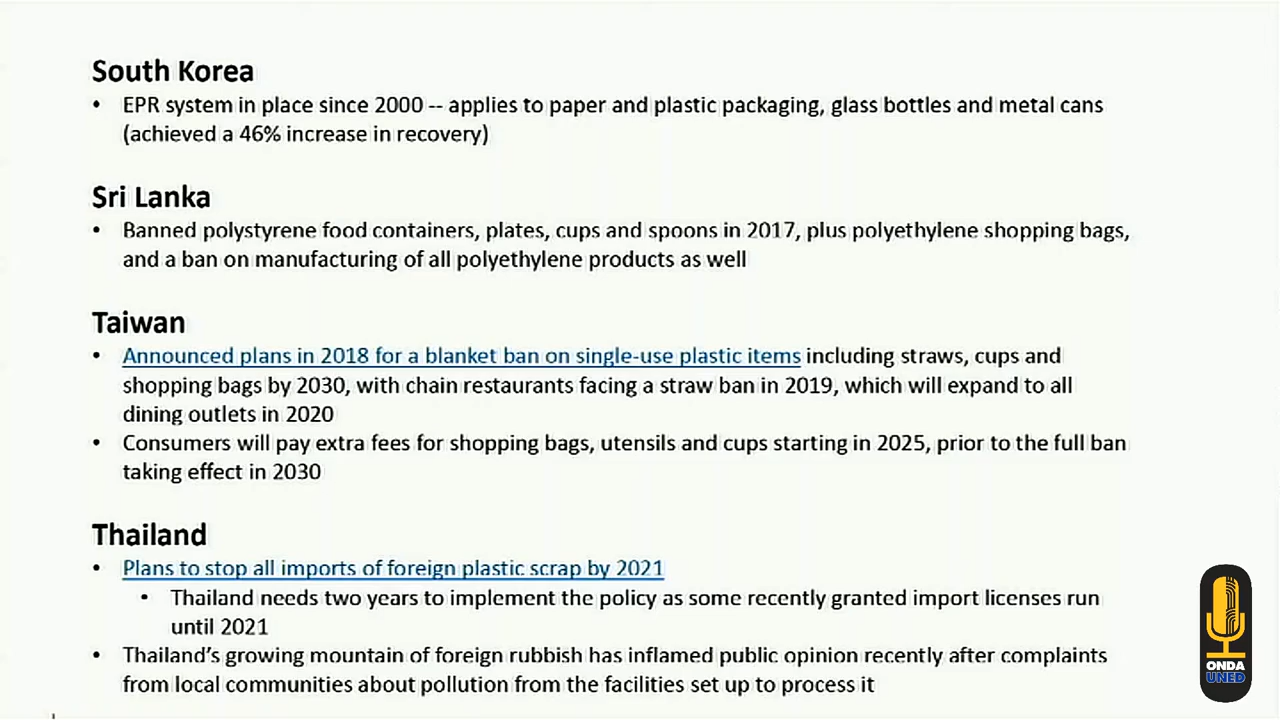 South Korea
• EPR system in place since 2000 -- applies to paper and plastic packaging, glass bottles and metal cans
(achieved a 46% increase in recovery)
Sri Lanka
• Banned polystyrene food containers, plates, cups and spoons in 2017, plus polyethylene shopping bags,
and a ban on manufacturing of all polyethylene products as well
Taiwan
• Announced plans in 2018 for a blanket ban on single-use plastic items including straws, cups and
shopping bags by 2030, with chain restaurants facing a straw ban in 2019, which will expand to all
dining outlets in 2020
• Consumers will pay extra fees for shopping bags, utensils and cups starting in 2025, prior to the full ban
taking effect in 2030
Thailand
• Plans to stop all imports of foreign plastic scrap by 2021
• Thailand needs two years to implement the policy as some recently granted import licenses run
until 2021
• Thailand’s growing mountain of foreign rubbish has inflamed public opinion recently after complaints
from local communities about pollution from the facilities set up to process it
ONDA
UNED